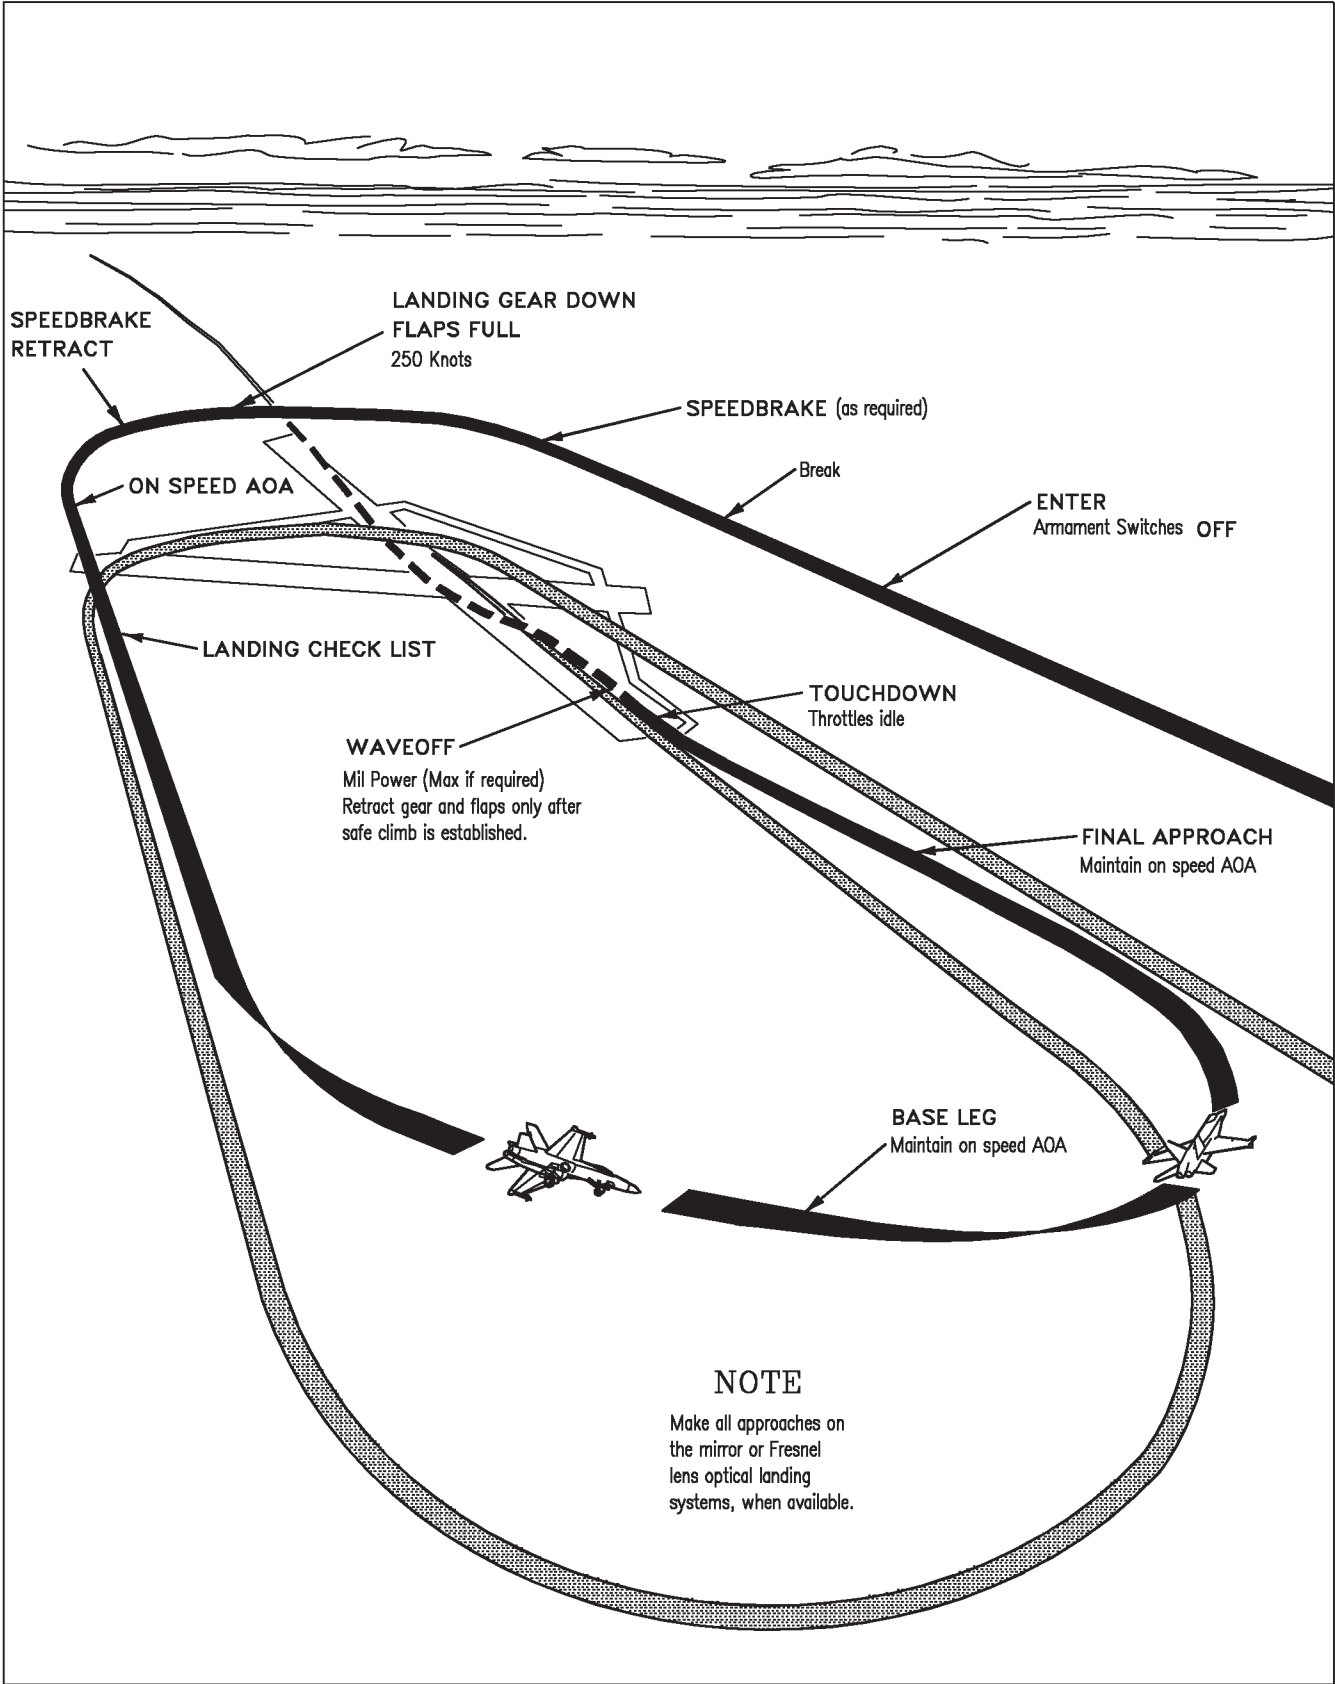 LANDING GEAR DOWN
FLAPS FULL
250 Knots
SPEEDBRAKE
RETRACT
SPEEDBRAKE (as required)
Break
ON SPEED AOA
ENTER
Armament Switches OFF
LANDING CHECK LIST
TOUCHDOWN
Throttles idle
WAVEOFF
Mil Power (Max if required)
Retract gear and flaps only after
safe climb is established.
FINAL APPROACH
Maintain on speed AOA
BASE LEG
Maintain on speed AOA
NOTE
Make all approaches on
the mirror or Fresnel
lens optical landing
systems, when available.